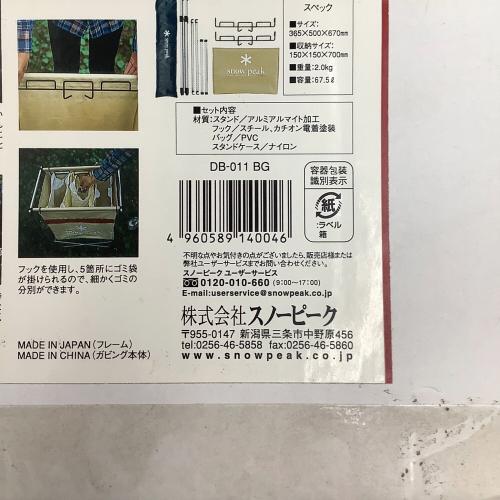 スペック
■サイズ:
365×500×670㎜
■収納サイズ:
150×150×700㎜
■重量:2.0kg
■容量:67.5ℓ
snow peak
■セット内容
材質:スタンド/アルミアルマイト加工
フック/スチール、カチオン電着塗装
バッグ/PVC
スタンドケース/ナイロン
DB-011 BG
4 960589 140046
容器包装
識別表示
紙
:ラベル
箱
フックを使用し、5箇所にゴミ袋
が掛けられるので、細かくゴミの
分別ができます。
不明な点やお気付きの点がございましたら、販売店様または
弊社ユーザーサービスまでお問い合わせください。
スノーピーク ユーザーサービス
0120-010-660 (9:00〜17:00)
E-mail:userservice@snowpeak.co.jp
株式会社スノーピーク
〒955-0147 新潟県三条市中野原456
tel:0256-46-5858 fax:0256-46-5860
www.snowpeak.co.jp
MADE IN JAPAN(フレーム)
MADE IN CHINA(ガビング本体)